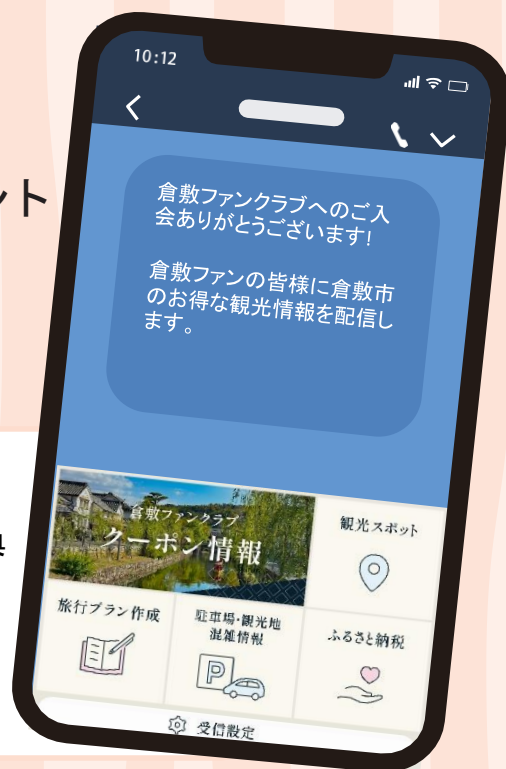 ント
10:12
倉敷ファンクラブへのご入
会ありがとうございます!
倉敷ファンの皆様に倉敷市
のお得な観光情報を配信し
ます。
倉敷ファンクラブ
クーポン情報
観光スポット
旅行プラン作成
駐車場・観光地
混雑情報
P
ふるさと納税
受信設定